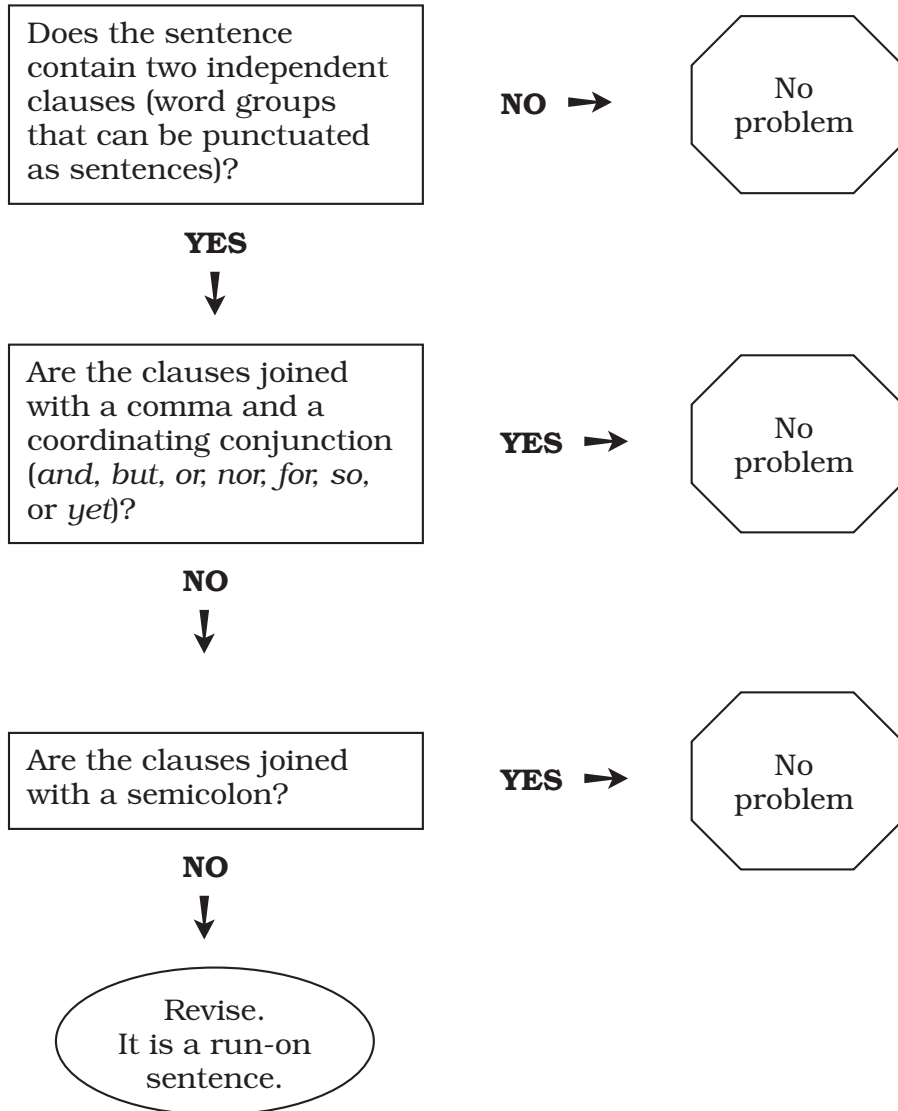 Does the sentence
contain two independent
clauses (word groups
that can be punctuated
as sentences)?
NO
No
problem
YES
Are the clauses joined
with a comma and a
coordinating conjunction
(and, but, or, nor, for, so,
or yet)?
YES
No
problem
NO
Are the clauses joined
with a semicolon?
YES
No
problem
NO
Revise.
It is a run-on
sentence.